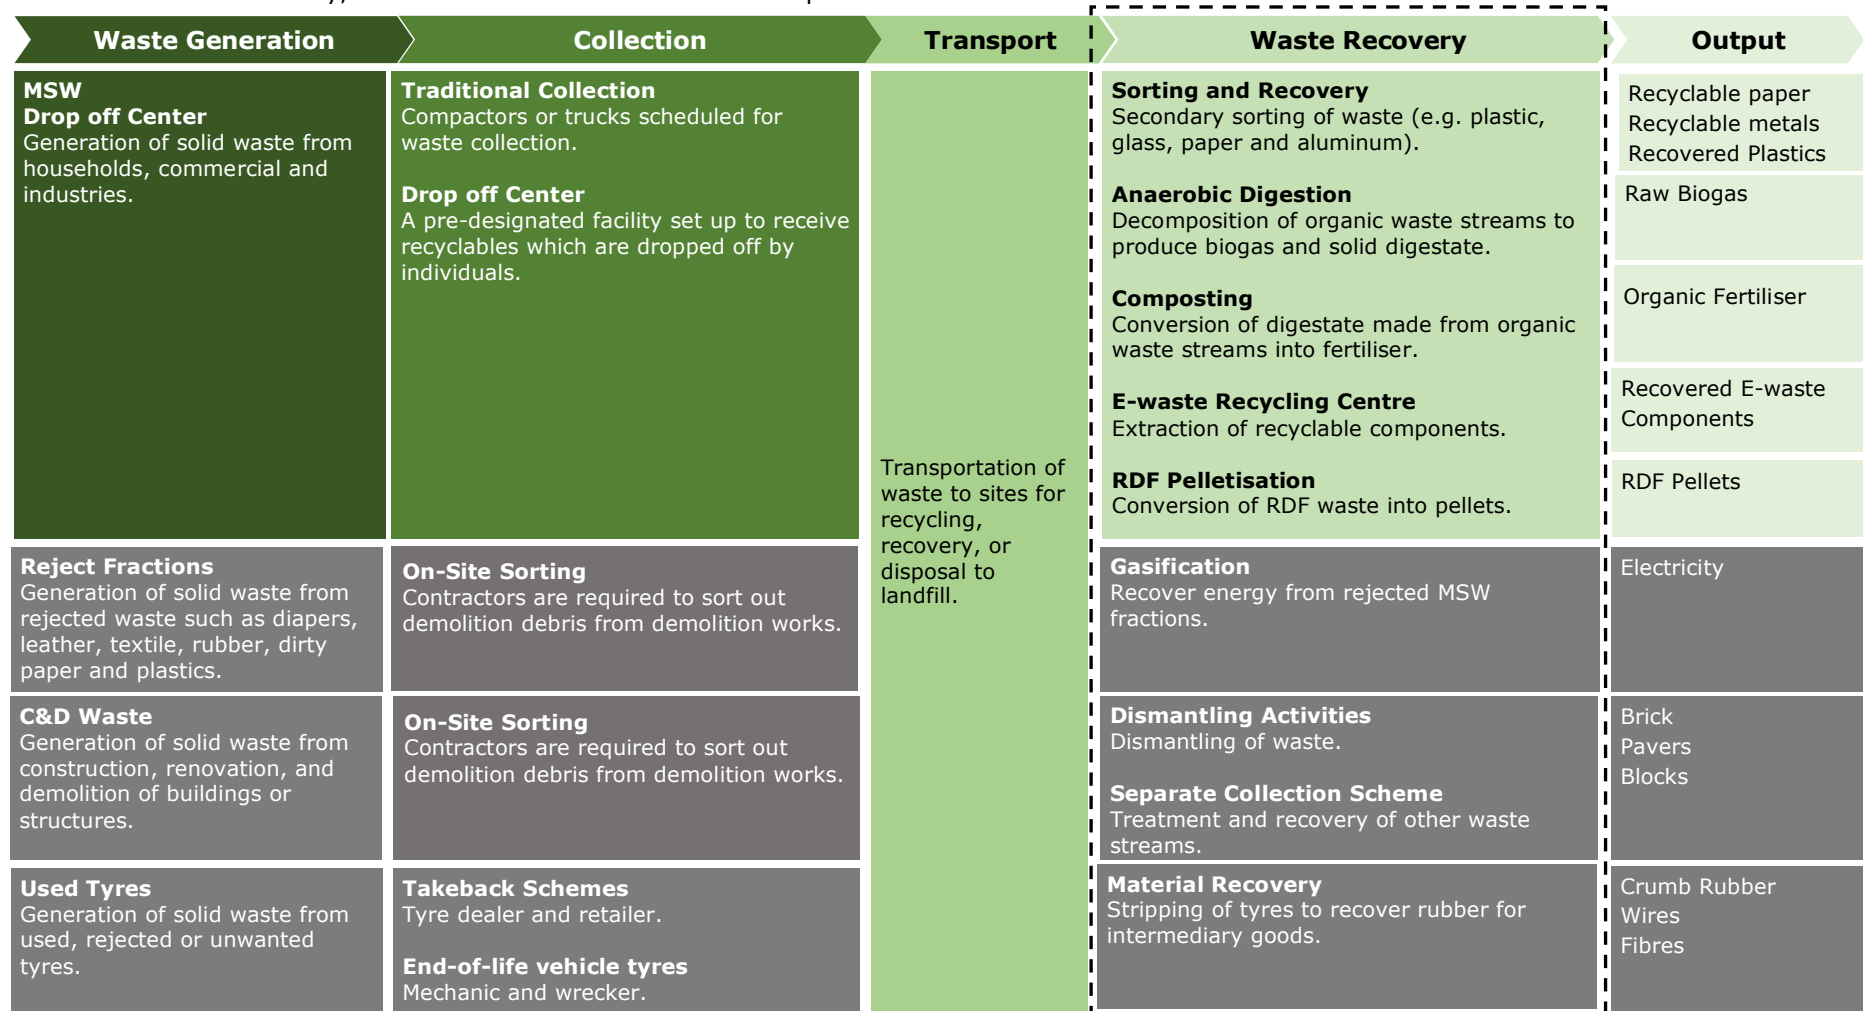 Waste Generation
Collection
Transport
Waste Recovery
Output
MSW
Drop off Center
Generation of solid waste from
households, commercial and
industries.
Traditional Collection
Compactors or trucks scheduled for
waste collection.
Drop off Center
A pre-designated facility set up to receive
recyclables which are dropped off by
individuals.
Transportation of
waste to sites for
recycling,
recovery, or
disposal to
landfill.
Sorting and Recovery
Secondary sorting of waste (e.g. plastic,
glass, paper and aluminum).
Anaerobic Digestion
Decomposition of organic waste streams to
produce biogas and solid digestate.
Composting
Conversion of digestate made from organic
waste streams into fertiliser.
E-waste Recycling Centre
Extraction of recyclable components.
RDF Pelletisation
Conversion of RDF waste into pellets.
Recyclable paper
Recyclable metals
Recovered Plastics
Raw Biogas
Organic Fertiliser
Recovered E-waste
Components
RDF Pellets
Reject Fractions
Generation of solid waste from
rejected waste such as diapers,
leather, textile, rubber, dirty
paper and plastics.
On-Site Sorting
Contractors are required to sort out
demolition debris from demolition works.
Gasification
Recover energy from rejected MSW
fractions.
Electricity
C&D Waste
Generation of solid waste from
construction, renovation, and
demolition of buildings or
structures.
On-Site Sorting
Contractors are required to sort out
demolition debris from demolition works.
Dismantling Activities
Dismantling of waste.
Separate Collection Scheme
Treatment and recovery of other waste
streams.
Brick
Pavers
Blocks
Used Tyres
Generation of solid waste from
used, rejected or unwanted
tyres.
Takeback Schemes
Tyre dealer and retailer.
End-of-life vehicle tyres
Mechanic and wrecker.
Material Recovery
Stripping of tyres to recover rubber for
intermediary goods.
Crumb Rubber
Wires
Fibres